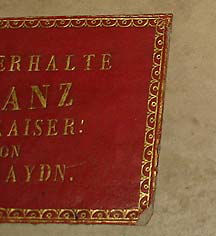 ERHALTE
ANZ
KAISER:
ON
AYDN.